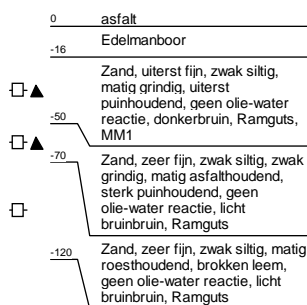 0
asfalt
-16
Edelmanboor
Zand, uiterst fijn, zwak siltig,
matig grindig, uiterst
puinhoudend, geen olie-water
reactie, donkerbruin, Ramguts,
MM1
-50
Zand, zeer fijn, zwak siltig, zwak
grindig, matig asfalthoudend,
sterk puinhoudend, geen
olie-water reactie, licht
bruinbruin, Ramguts
-70
Zand, zeer fijn, zwak siltig, matig
roesthoudend, brokken leem,
geen olie-water reactie, licht
bruinbruin, Ramguts
-120